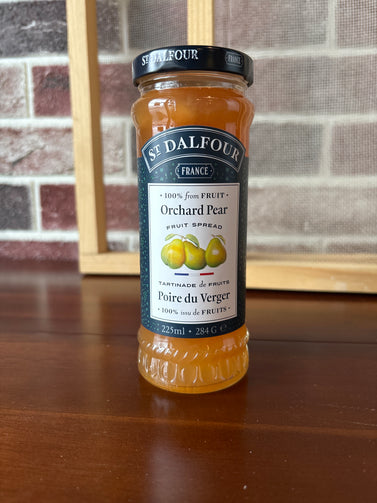 ST DALFOUR
FRANCE
ST DALFOUR
FRANCE
• 100% from FRUIT •
Orchard Pear
FRUIT SPREAD
TARTINADE de FRUITS
Poire du Verger
• 100% issu de FRUITS •
225ml • 284 G e